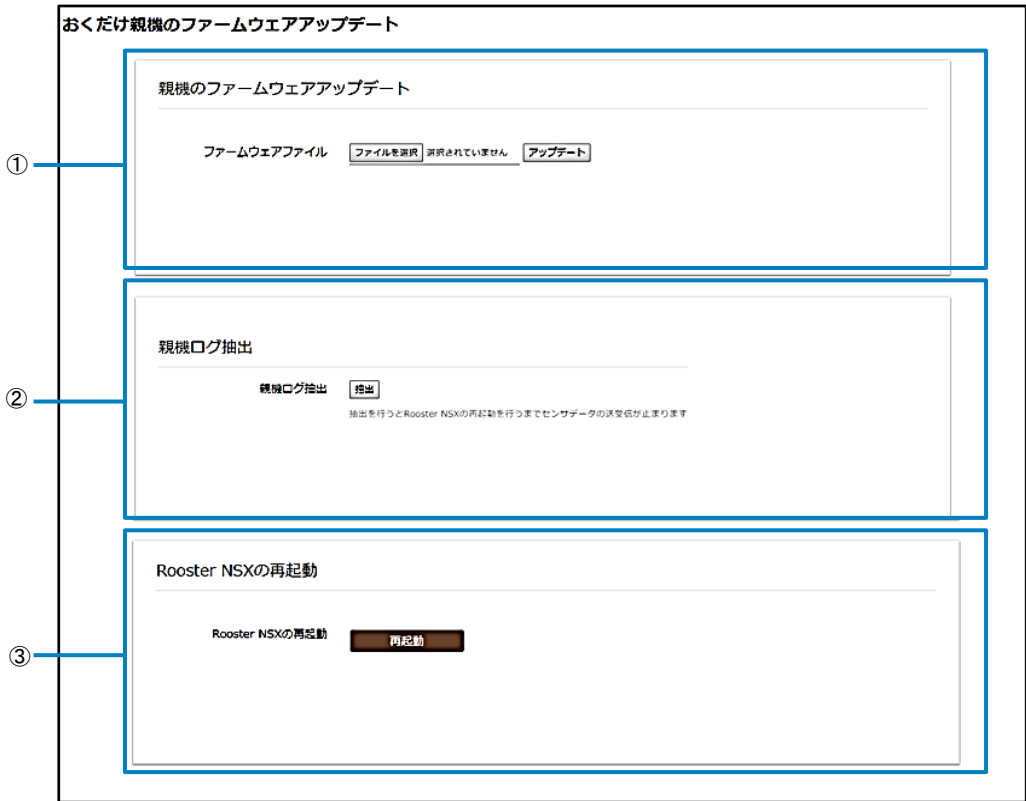 おくだけ親機のファームウェアアップデート
親機のファームウェアアップデート
① ファームウェアファイル ファイルを選択 選択されていません アップデート
親機ログ抽出
② 親機ログ抽出 抽出
抽出を行うとRooster NSXの再起動を行うまでセンサデータの送受信が止まります
Rooster NSXの再起動
③ Rooster NSXの再起動 再起動